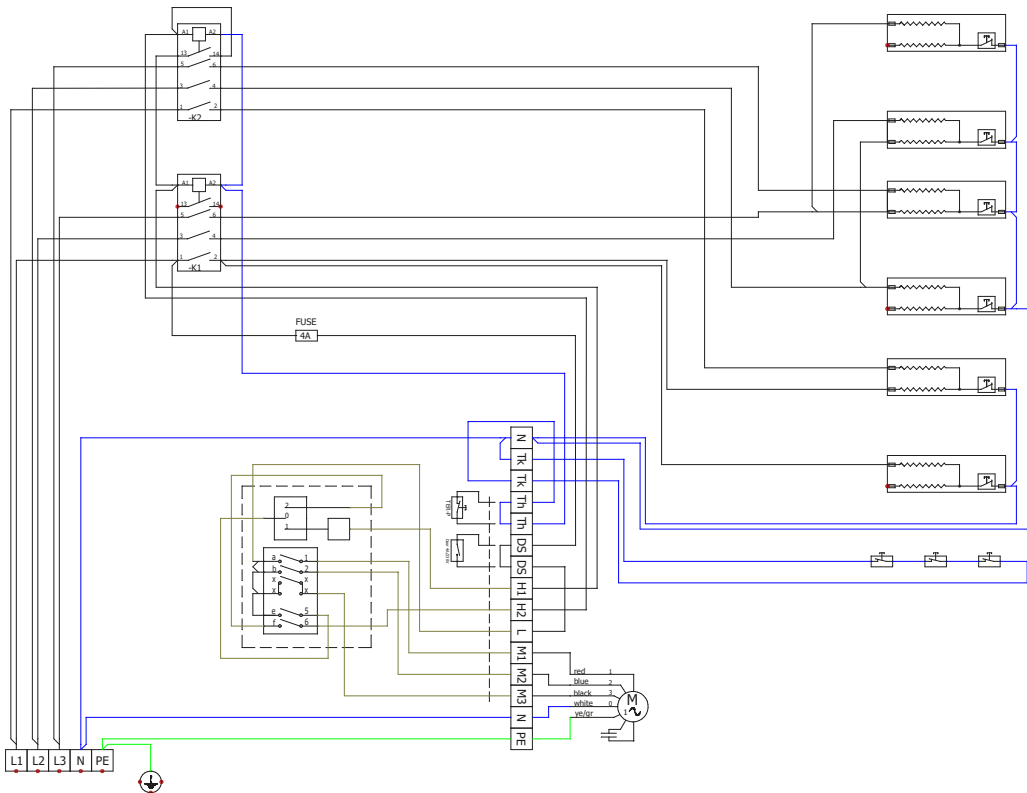 A1 A2
13 14
5 6
3 4
1 2
-K2
A1 A2
13 14
5 6
3 4
1 2
-K1
FUSE
4A
N
Tk
Tk
Th
Th
DS
DS
H1
H2
L
M1
M2
M3
N
PE
2
0
1
a 1
b 2
x x
x x
e 5
f 6
red 1
blue 2
black 3
white 0
ye/gr
M
1
L1 L2 L3 N PE